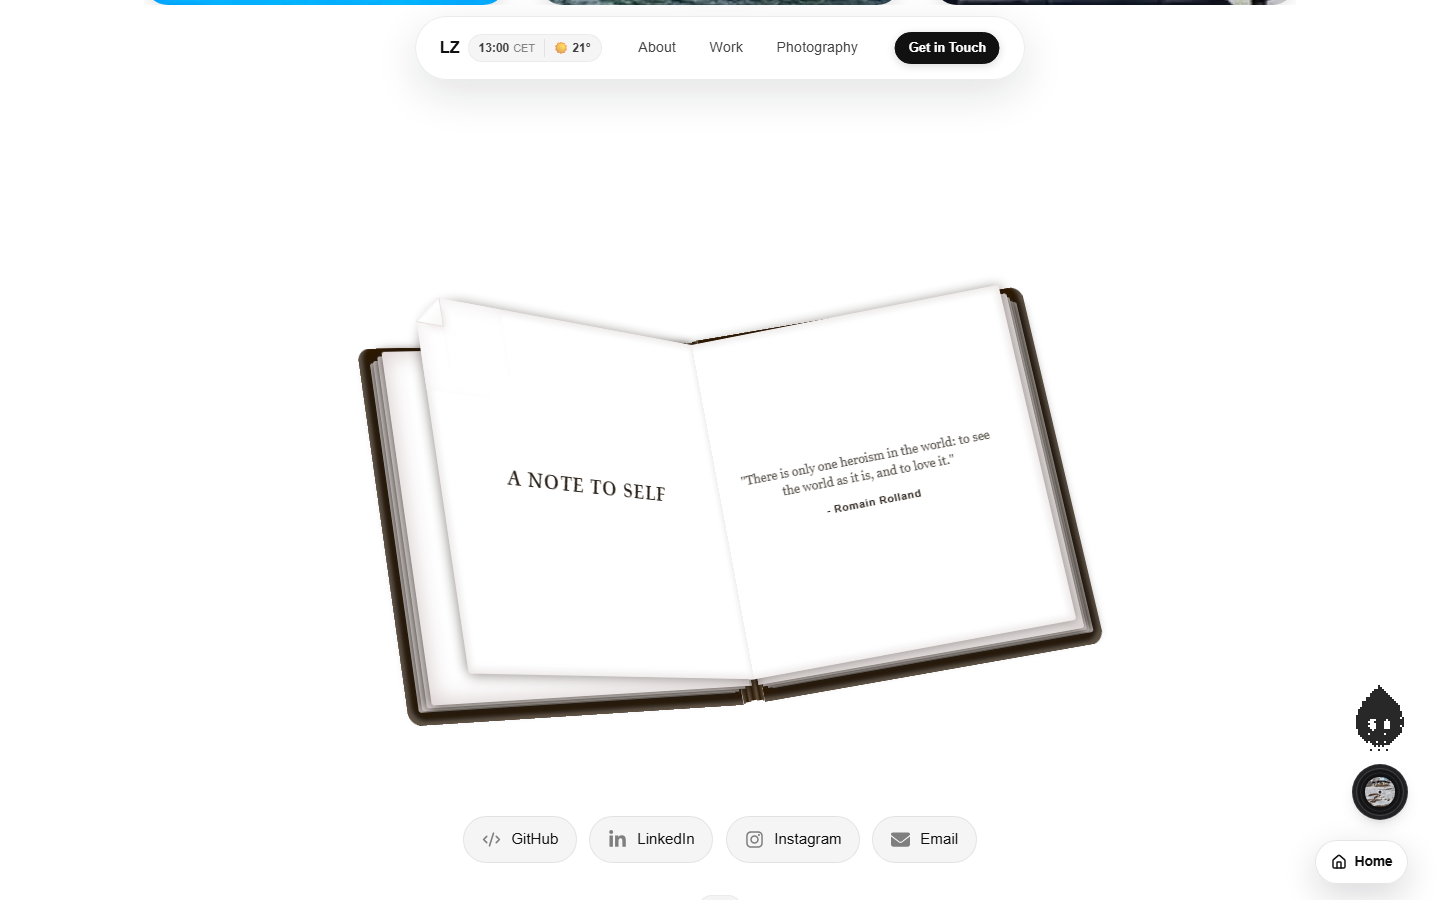 LZ
13:00 CET
21°
About
Work
Photography
Get in Touch
A NOTE TO SELF
"There is only one heroism in the world: to see
the world as it is, and to love it."
- Romain Rolland
GitHub
LinkedIn
Instagram
Email
Home